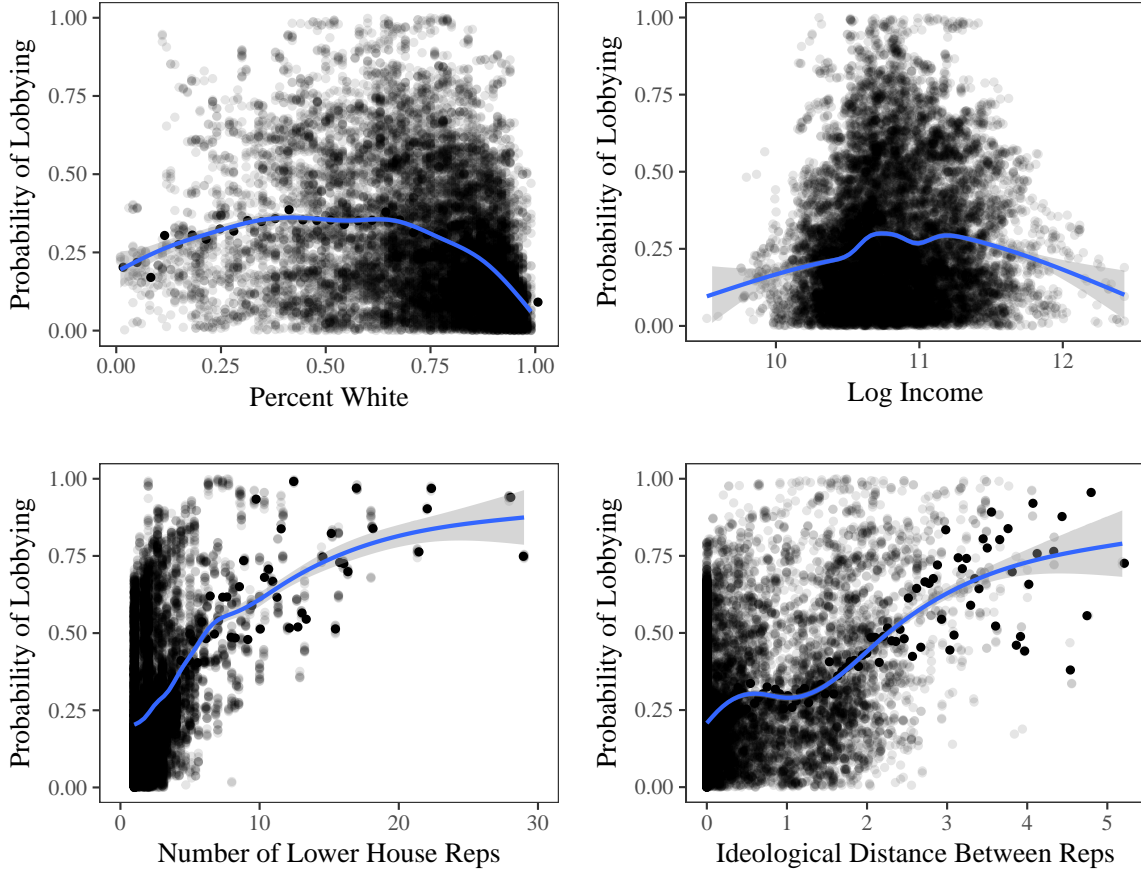 Probability of Lobbying
1.00
0.75
0.50
0.25
0.00
0.00 0.25 0.50 0.75 1.00
Percent White
Probability of Lobbying
1.00
0.75
0.50
0.25
0.00
10 11 12
Log Income
Probability of Lobbying
1.00
0.75
0.50
0.25
0.00
0 10 20 30
Number of Lower House Reps
Probability of Lobbying
1.00
0.75
0.50
0.25
0.00
0 1 2 3 4 5
Ideological Distance Between Reps